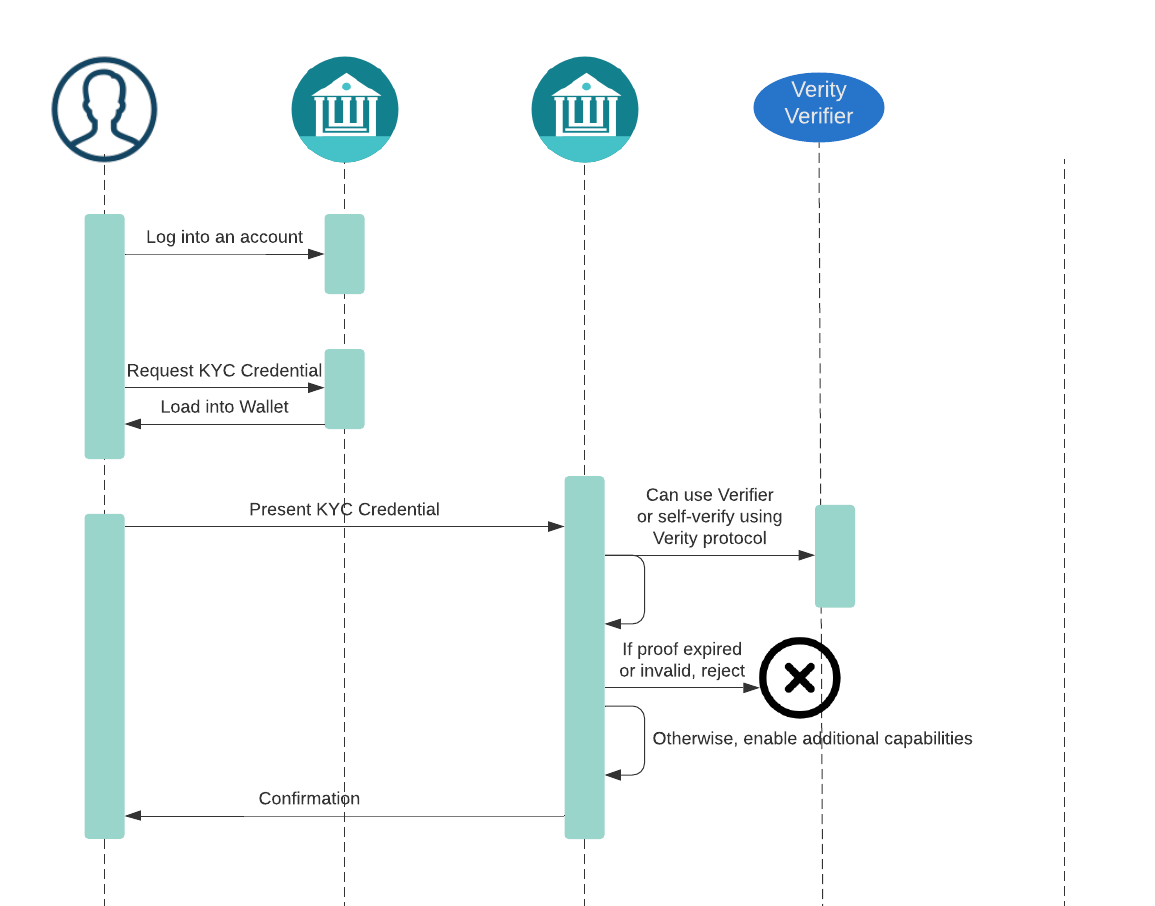 Verity
Verifier
Log into an account
Request KYC Credential
Load into Wallet
Present KYC Credential
Can use Verifier
or self-verify using
Verity protocol
If proof expired
or invalid, reject
Otherwise, enable additional capabilities
Confirmation